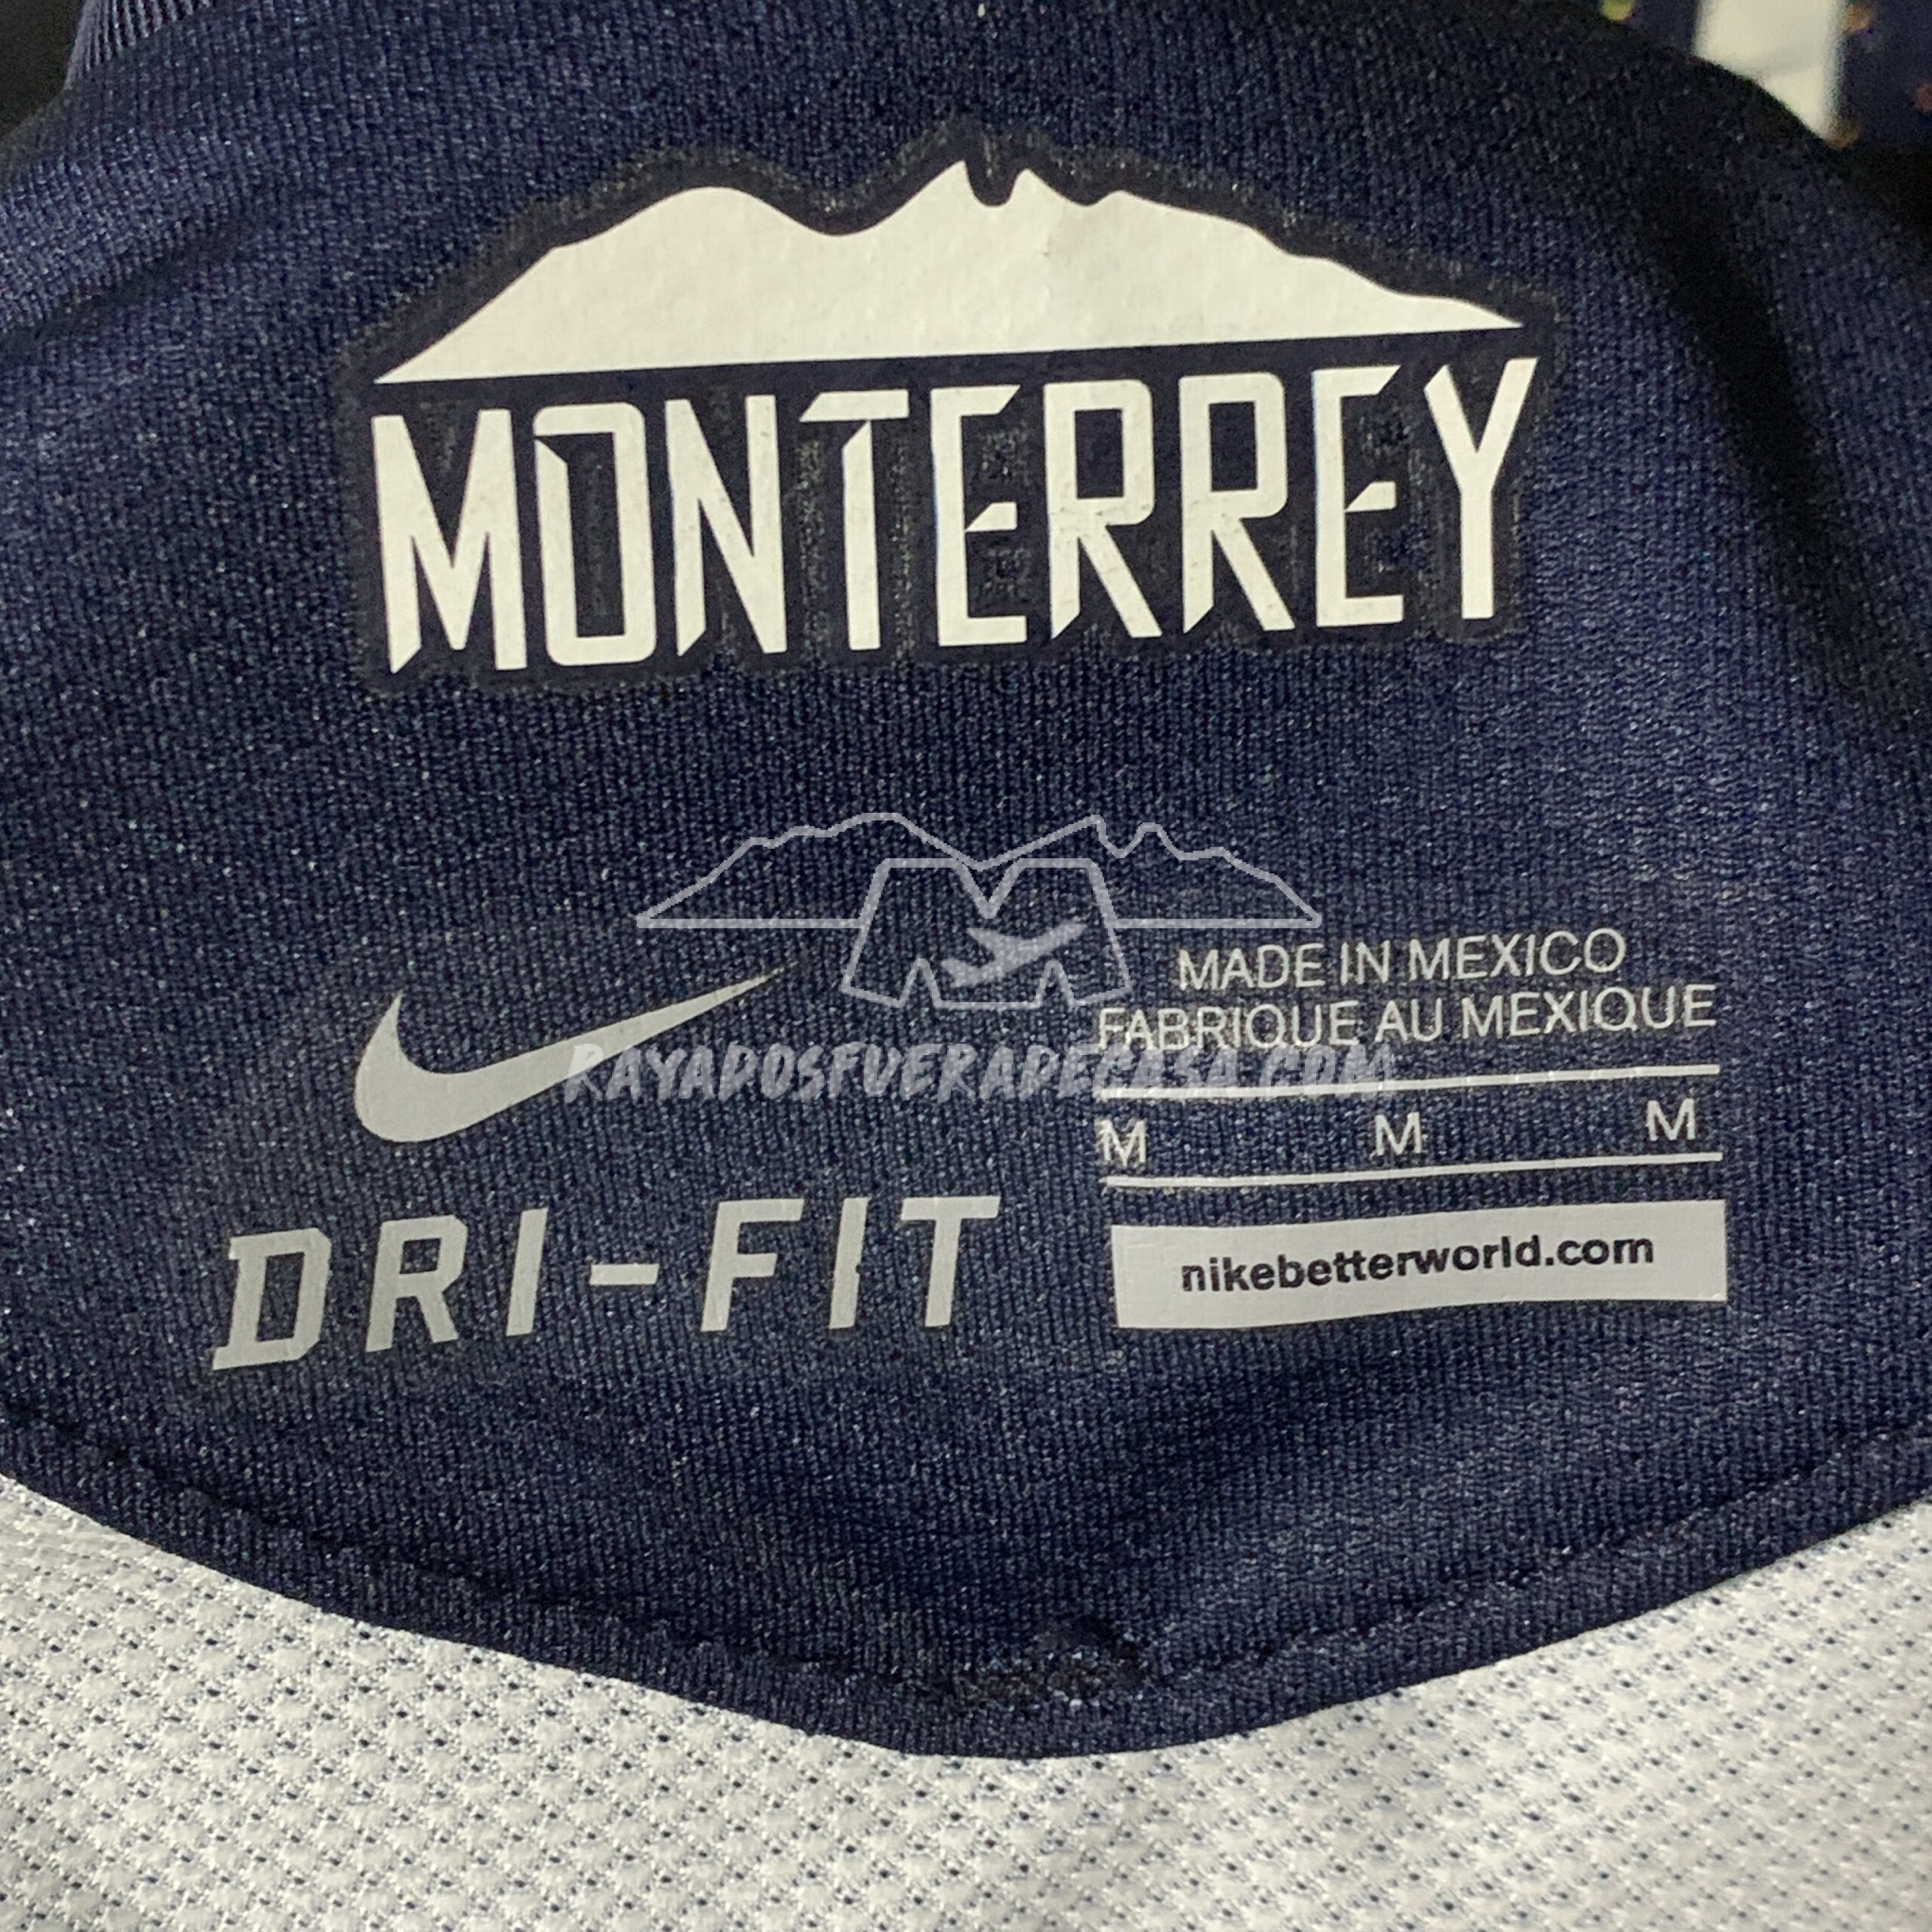 MONTERREY
MADE IN MEXICO
FABRIQUE AU MEXIQUE
RAYADOSFUERADECASA.COM
M M M
DRI-FIT
nikebetterworld.com